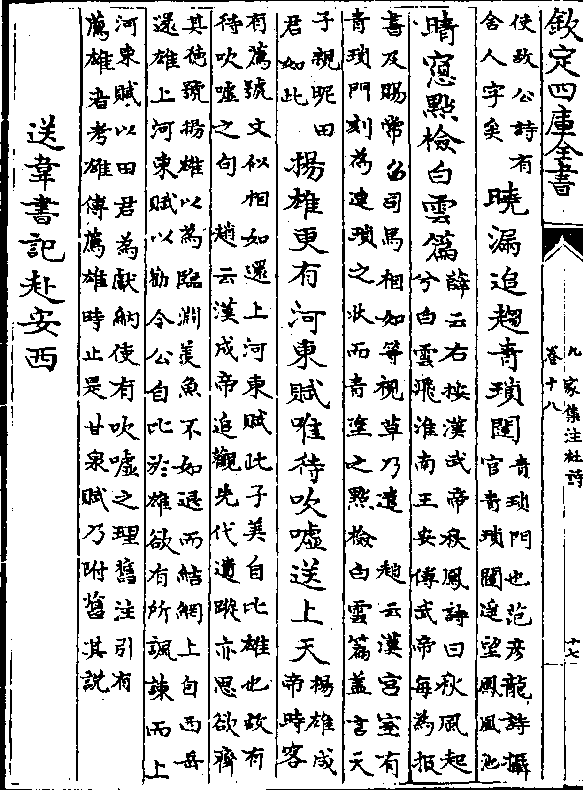 欽定四庫全書
九家集注杜詩
卷十八
十七
使故公詩有
舍人字矣
曉漏追趨青瑣闥
青瑣門也范彥龍詩攝
官青瑣闥遥望鳳凰池
晴窓點檢白雲篇
薛云右按漢武帝秋風詩曰秋風起
兮白雲飛淮南王安傳武帝每為報
書及賜常召司馬相如等視草乃遣 趙云漢宫室有
青瑣門刻為連瑣之狀而青塗之點檢白雲篇蓋言天
子親昵田
君如此
揚雄更有河東賦唯待吹嘘送上天
揚雄成
帝時客
有薦號文似相如還上河東賦此子美自比雄也故有
待吹嘘之句 趙云漢成帝追觀先代遺蹤亦思欲齊
其徳號揚雄以為臨淵羨魚不如退而結網上自西岳
還雄上河東賦以勸令公自比於雄欲有所諷諫而上
河東賦以田君為獻納使有吹嘘之理舊注引有
薦雄者考雄傳薦雄時止是甘泉賦乃附舊其說
送韋書記赴安西